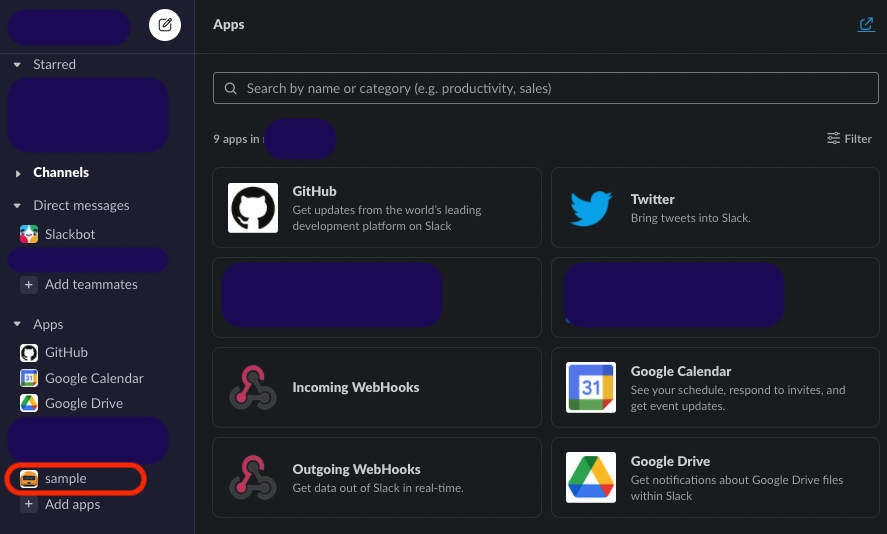 Starred
Channels
Direct messages
Slackbot
Add teammates
Apps
GitHub
Google Calendar
Google Drive
sample
Add apps
Apps
Search by name or category (e.g. productivity, sales)
9 apps in
Filter
GitHub
Get updates from the world’s leading
development platform on Slack
Twitter
Bring tweets into Slack.
Incoming WebHooks
31
Google Calendar
See your schedule, respond to invites, and
get event updates.
Outgoing WebHooks
Get data out of Slack in real-time.
Google Drive
Get notifications about Google Drive files
within Slack